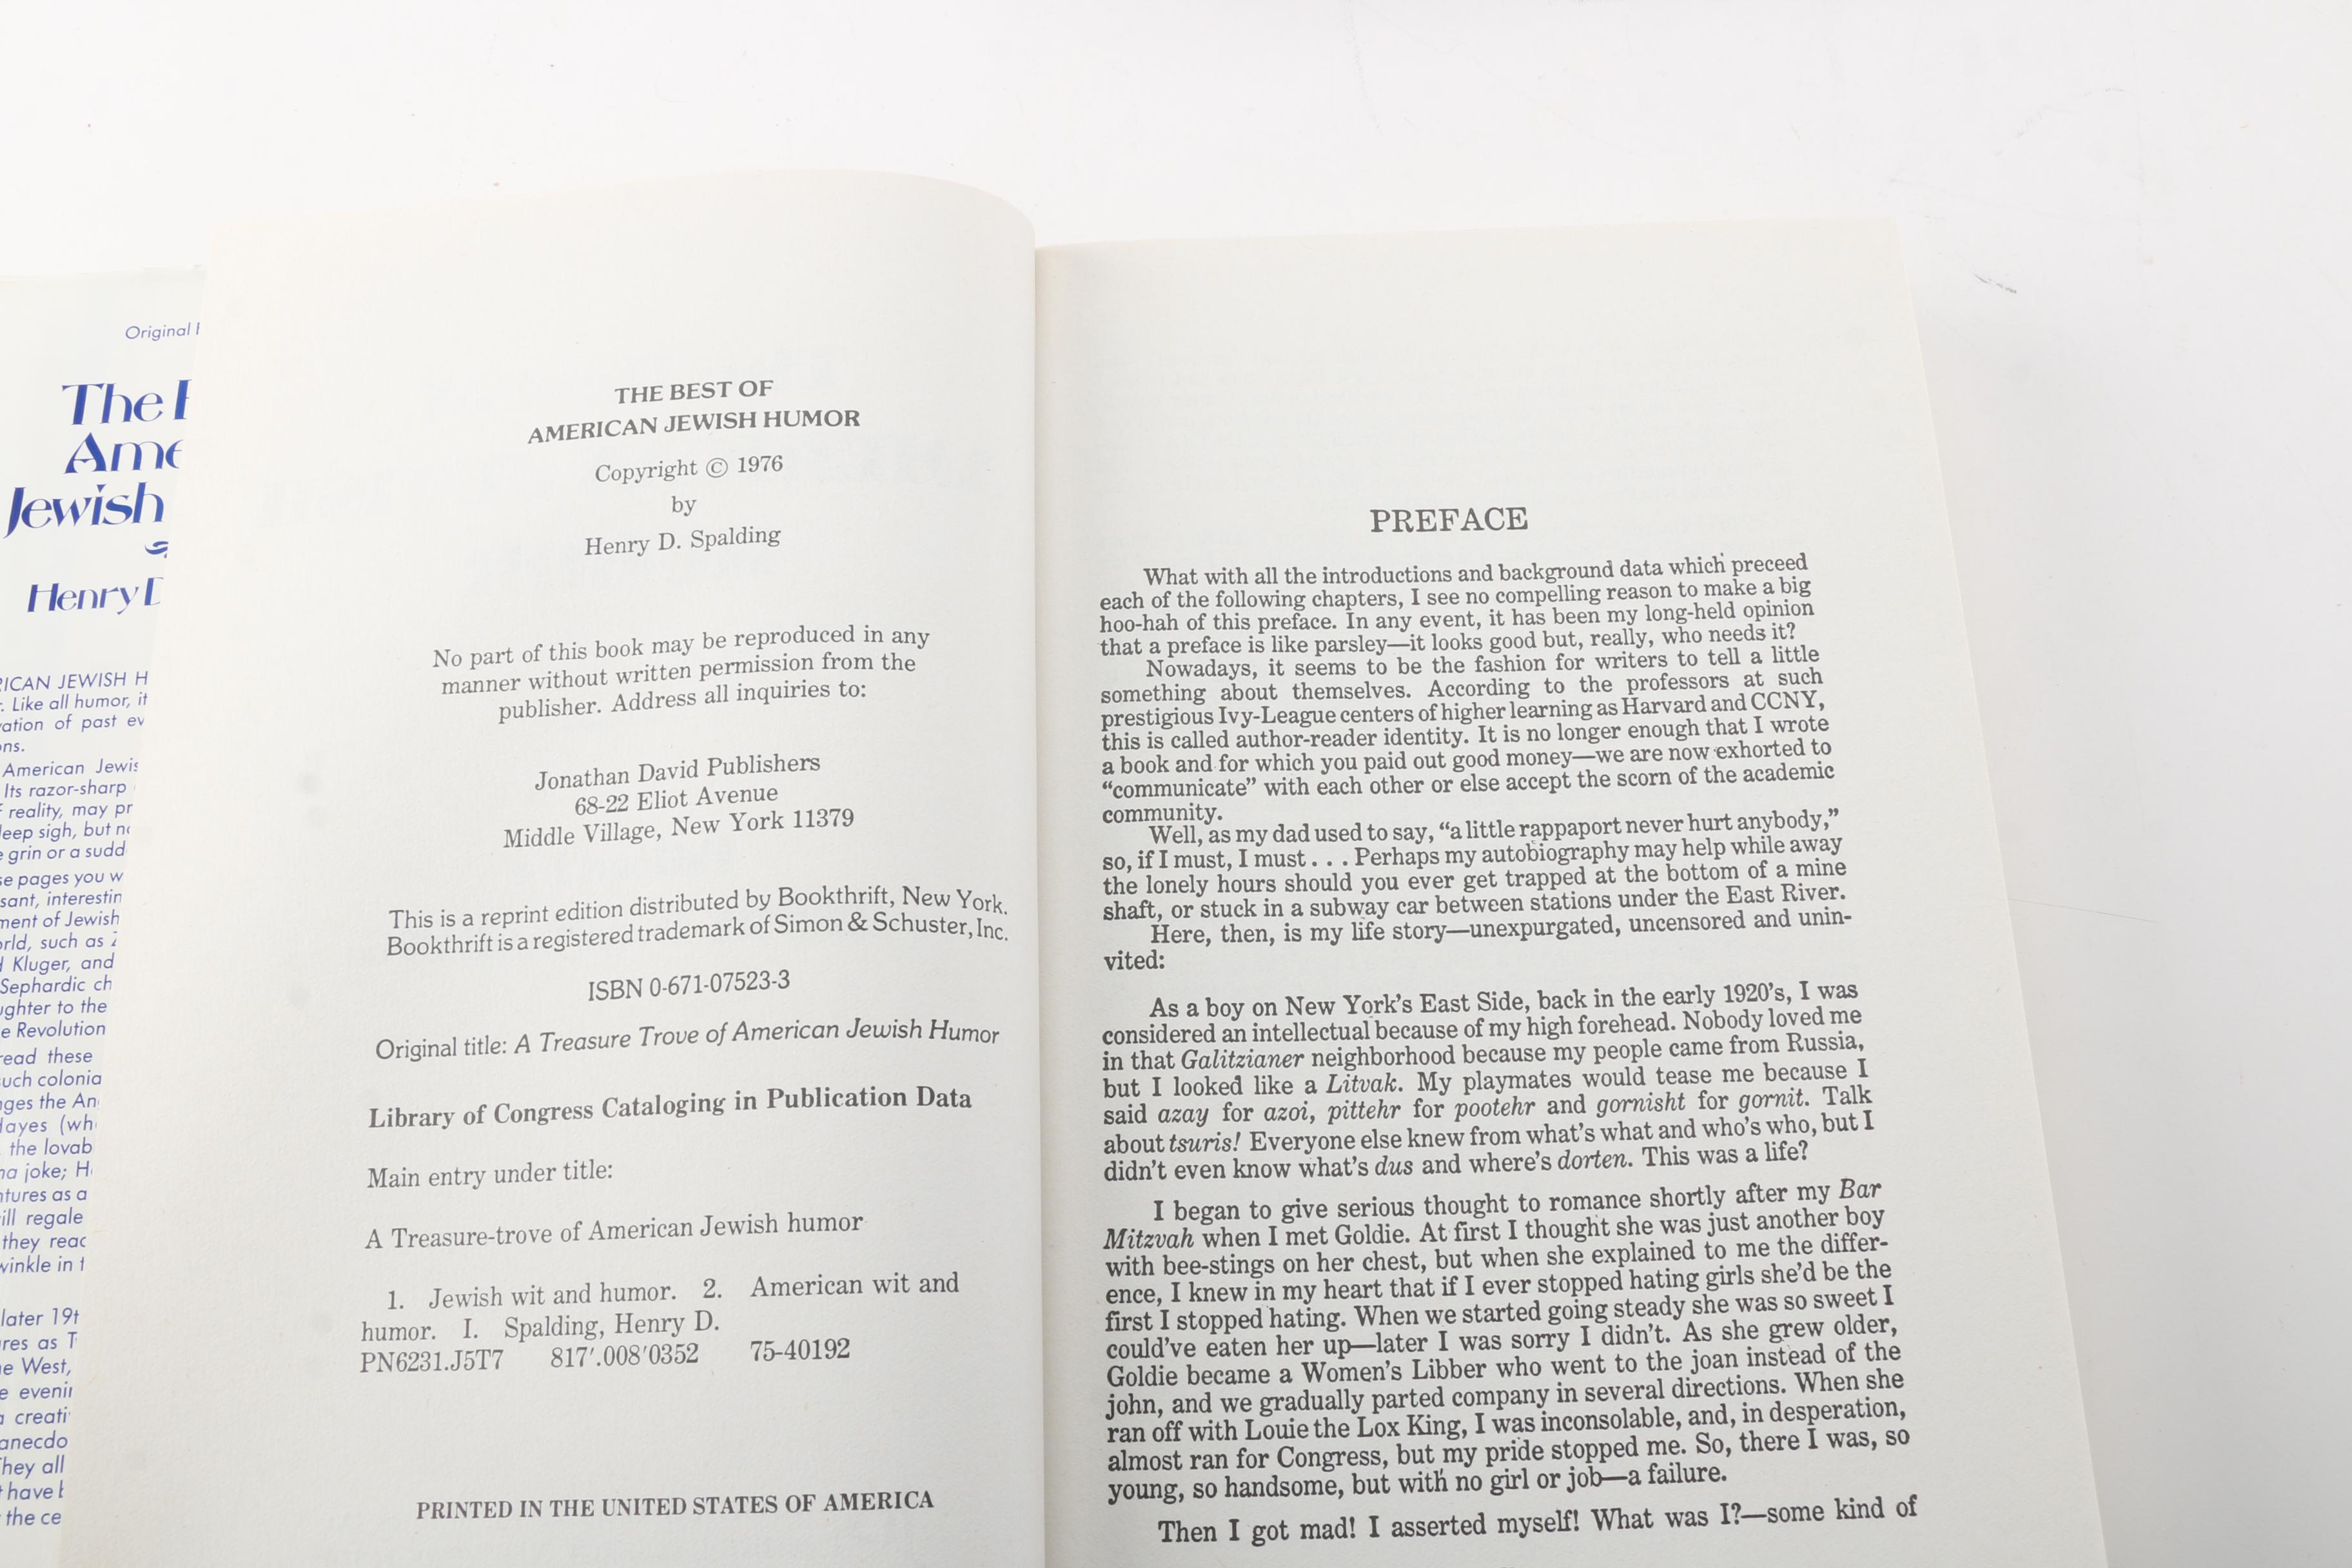 Original
The
Ame
Jewish
Henry D
RICAN JEWISH H
Like all humor, it
of past ev
ons.
American Jewis
Its razor-sharp
reality, may pr
deep sigh, but
grin or a sudd
se pages you w
sant, interestin
ment of Jewish
orld, such as
Kluger, and
Sephardic ch
ughter to the
e Revolution
read these
such colonia
nges the An
Hayes (wh
the lovab
ma joke; H
ntures as a
ill regale
they reac
winkle in
later 19t
res as T
he West,
e evenin
a creati
anecdo
They all
have
the ce
THE BEST OF
AMERICAN JEWISH HUMOR
Copyright © 1976
by
Henry D. Spalding
No part of this book may be reproduced in any
manner without written permission from the
publisher. Address all inquiries to:
Jonathan David Publishers
68-22 Eliot Avenue
Middle Village, New York 11379
This is a reprint edition distributed by Bookthrift, New York.
Bookthrift is a registered trademark of Simon & Schuster, Inc.
ISBN 0-671-07523-3
Original title: A Treasure Trove of American Jewish Humor
Library of Congress Cataloging in Publication Data
Main entry under title:
A Treasure-trove of American Jewish humor
1. Jewish wit and humor. 2. American wit and
humor. I. Spalding, Henry D.
PN6231.J5T7 817'.008'0352 75-40192
PRINTED IN THE UNITED STATES OF AMERICA
PREFACE
What with all the introductions and background data which preceed
each of the following chapters, I see no compelling reason to make a big
hoo-hah of this preface. In any event, it has been my long-held opinion
that a preface is like parsley—it looks good but, really, who needs it?
Nowadays, it seems to be the fashion for writers to tell a little
something about themselves. According to the professors at such
prestigious Ivy-League centers of higher learning as Harvard and CCNY,
this is called author-reader identity. It is no longer enough that I wrote
a book and for which you paid out good money—we are now exhorted to
“communicate” with each other or else accept the scorn of the academic
community.
Well, as my dad used to say, “a little rappaport never hurt anybody,”
so, if I must, I must . . . Perhaps my autobiography may help while away
the lonely hours should you ever get trapped at the bottom of a mine
shaft, or stuck in a subway car between stations under the East River.
Here, then, is my life story—unexpurgated, uncensored and unin-
vited:
As a boy on New York's East Side, back in the early 1920's, I was
considered an intellectual because of my high forehead. Nobody loved me
in that Galitzianer neighborhood because my people came from Russia,
but I looked like a Litvak. My playmates would tease me because I
said azay for azoi, pittehr for pootehr and gornisht for gornit. Talk
about tsuris! Everyone else knew from what's what and who's who, but I
didn't even know what's dus and where's dorten. This was a life?
I began to give serious thought to romance shortly after my Bar
Mitzvah when I met Goldie. At first I thought she was just another boy
with bee-stings on her chest, but when she explained to me the differ-
ence, I knew in my heart that if I ever stopped hating girls she'd be the
first I stopped hating. When we started going steady she was so sweet I
could've eaten her up—later I was sorry I didn't. As she grew older,
Goldie became a Women's Libber who went to the joan instead of the
john, and we gradually parted company in several directions. When she
ran off with Louie the Lox King, I was inconsolable, and, in desperation,
almost ran for Congress, but my pride stopped me. So, there I was, so
young, so handsome, but with no girl or job—a failure.
Then I got mad! I asserted myself! What was I?—some kind of